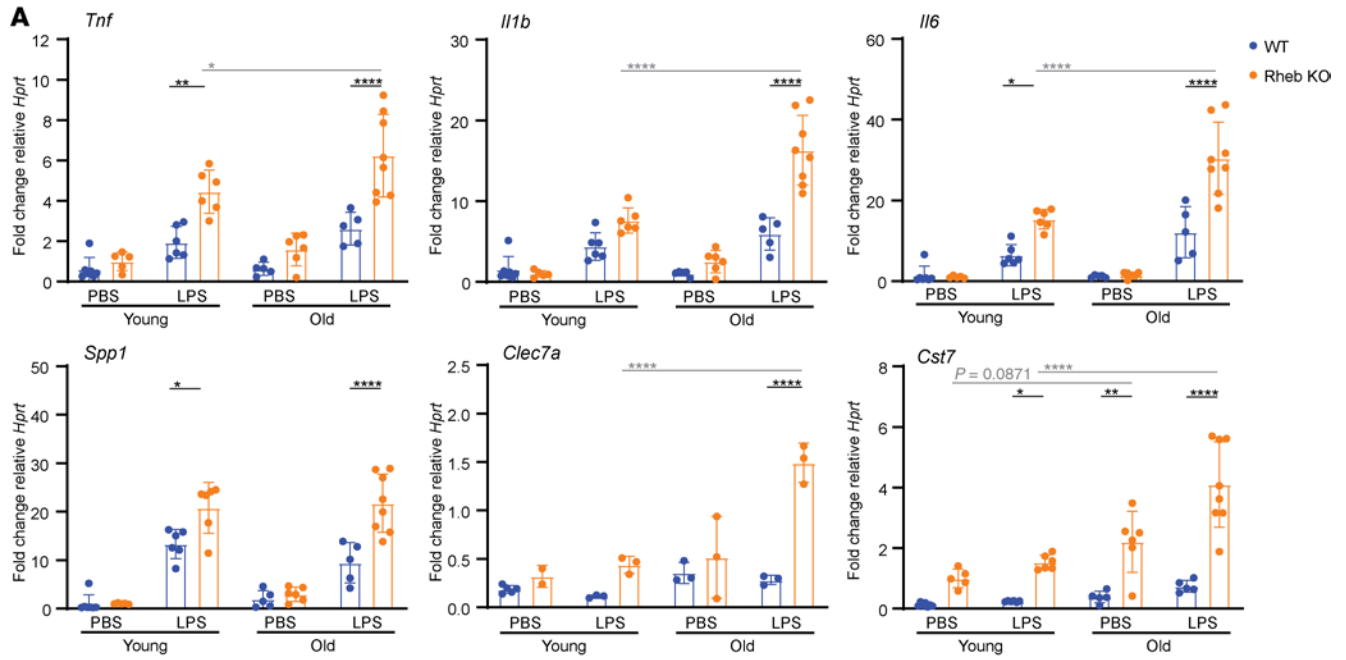 A
Tnf
Fold change relative Hprt
12
10
8
6
4
2
0
*
**
****
PBS LPS PBS LPS
Young Old
Il1b
Fold change relative Hprt
30
20
10
0
****
****
PBS LPS PBS LPS
Young Old
Il6
Fold change relative Hprt
60
40
20
0
****
*
****
PBS LPS PBS LPS
Young Old
WT
Rheb KO
Spp1
Fold change relative Hprt
50
40
30
20
10
0
*
****
PBS LPS PBS LPS
Young Old
Clec7a
Fold change relative Hprt
2.5
2.0
1.5
1.0
0.5
0.0
****
****
PBS LPS PBS LPS
Young Old
Cst7
Fold change relative Hprt
8
6
4
2
0
P = 0.0871
****
*
**
****
PBS LPS PBS LPS
Young Old